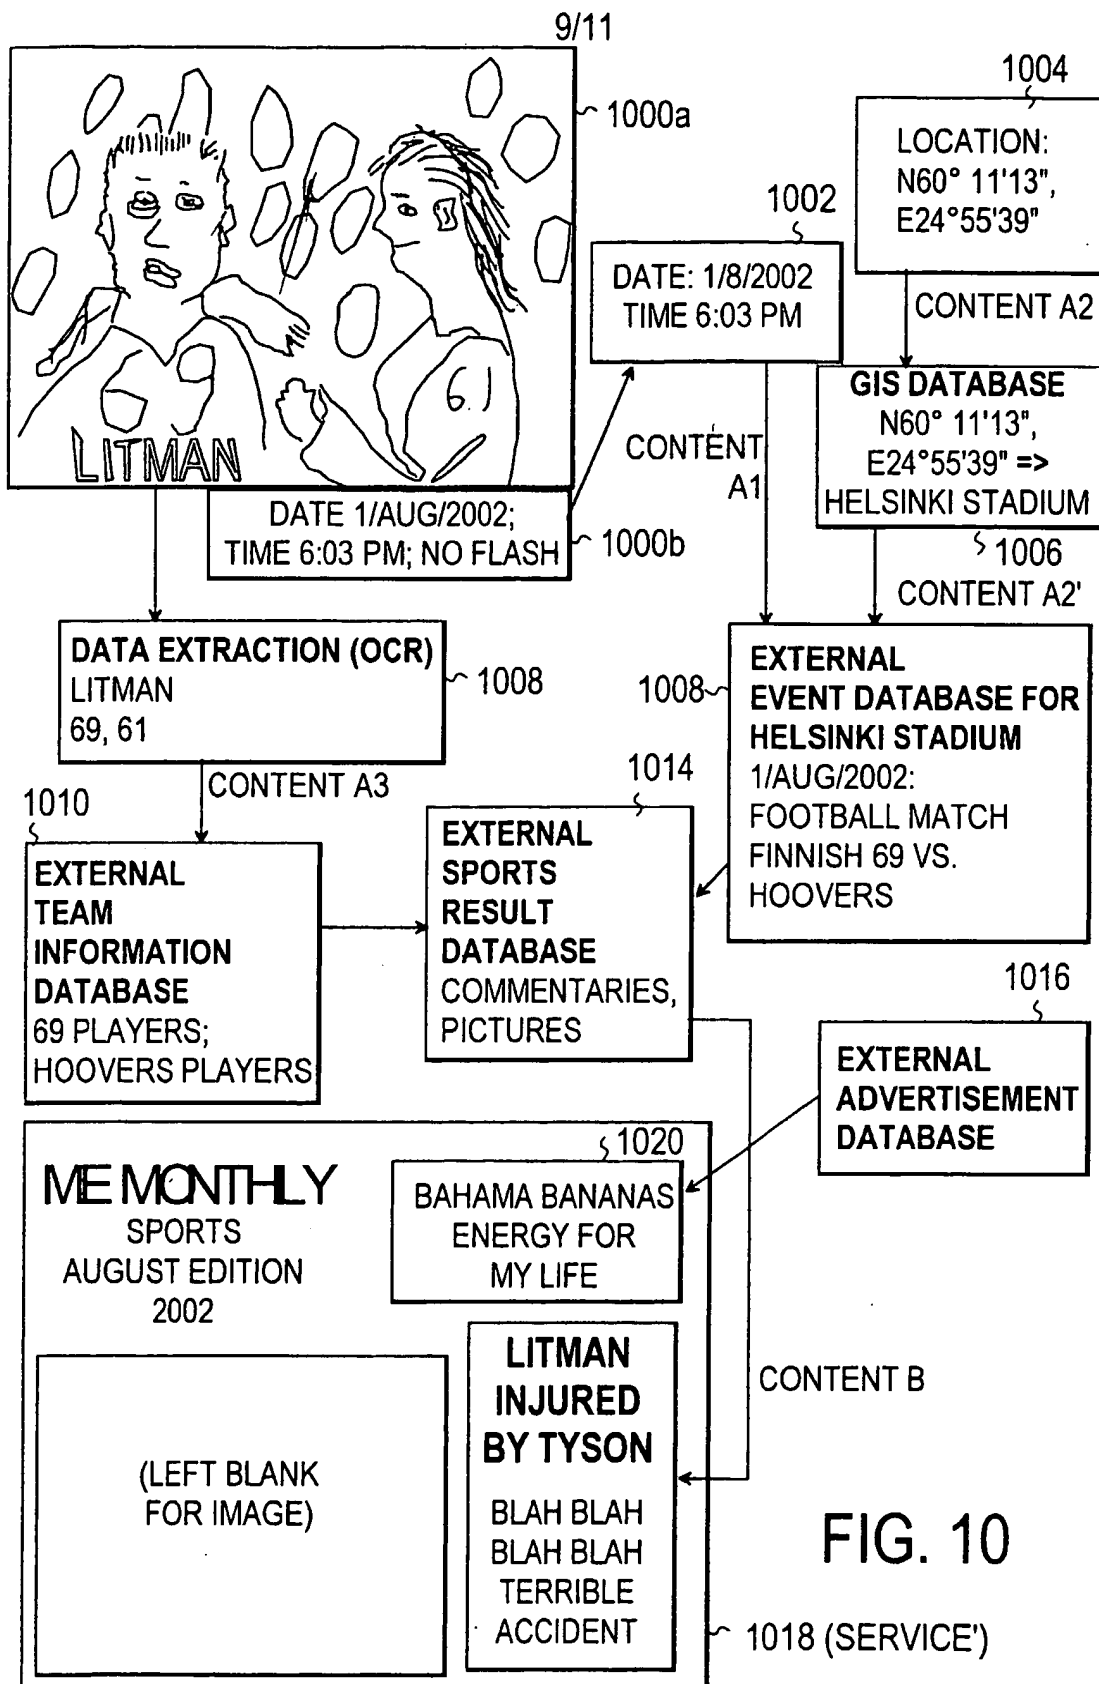 9/11
1000a
1004
LOCATION:
N60° 11'13",
E24°55'39"
1002
DATE: 1/8/2002
TIME 6:03 PM
CONTENT A2
69
61
LITMAN
GIS DATABASE
N60° 11'13",
E24°55'39" =>
HELSINKI STADIUM
CONTENT
A1
DATE 1/AUG/2002;
TIME 6:03 PM; NO FLASH
1000b
1006
CONTENT A2'
DATA EXTRACTION (OCR)
LITMAN
69, 61
1008
1008
EXTERNAL
EVENT DATABASE FOR
HELSINKI STADIUM
1/AUG/2002:
FOOTBALL MATCH
FINNISH 69 VS.
HOOVERS
CONTENT A3
1010
EXTERNAL
TEAM
INFORMATION
DATABASE
69 PLAYERS;
HOOVERS PLAYERS
1014
EXTERNAL
SPORTS
RESULT
DATABASE
COMMENTARIES,
PICTURES
1016
EXTERNAL
ADVERTISEMENT
DATABASE
ME MONTHLY
SPORTS
AUGUST EDITION
2002
1020
BAHAMA BANANAS
ENERGY FOR
MY LIFE
LITMAN
INJURED
BY TYSON
BLAH BLAH
BLAH BLAH
TERRIBLE
ACCIDENT
CONTENT B
(LEFT BLANK
FOR IMAGE)
FIG. 10
1018 (SERVICE')